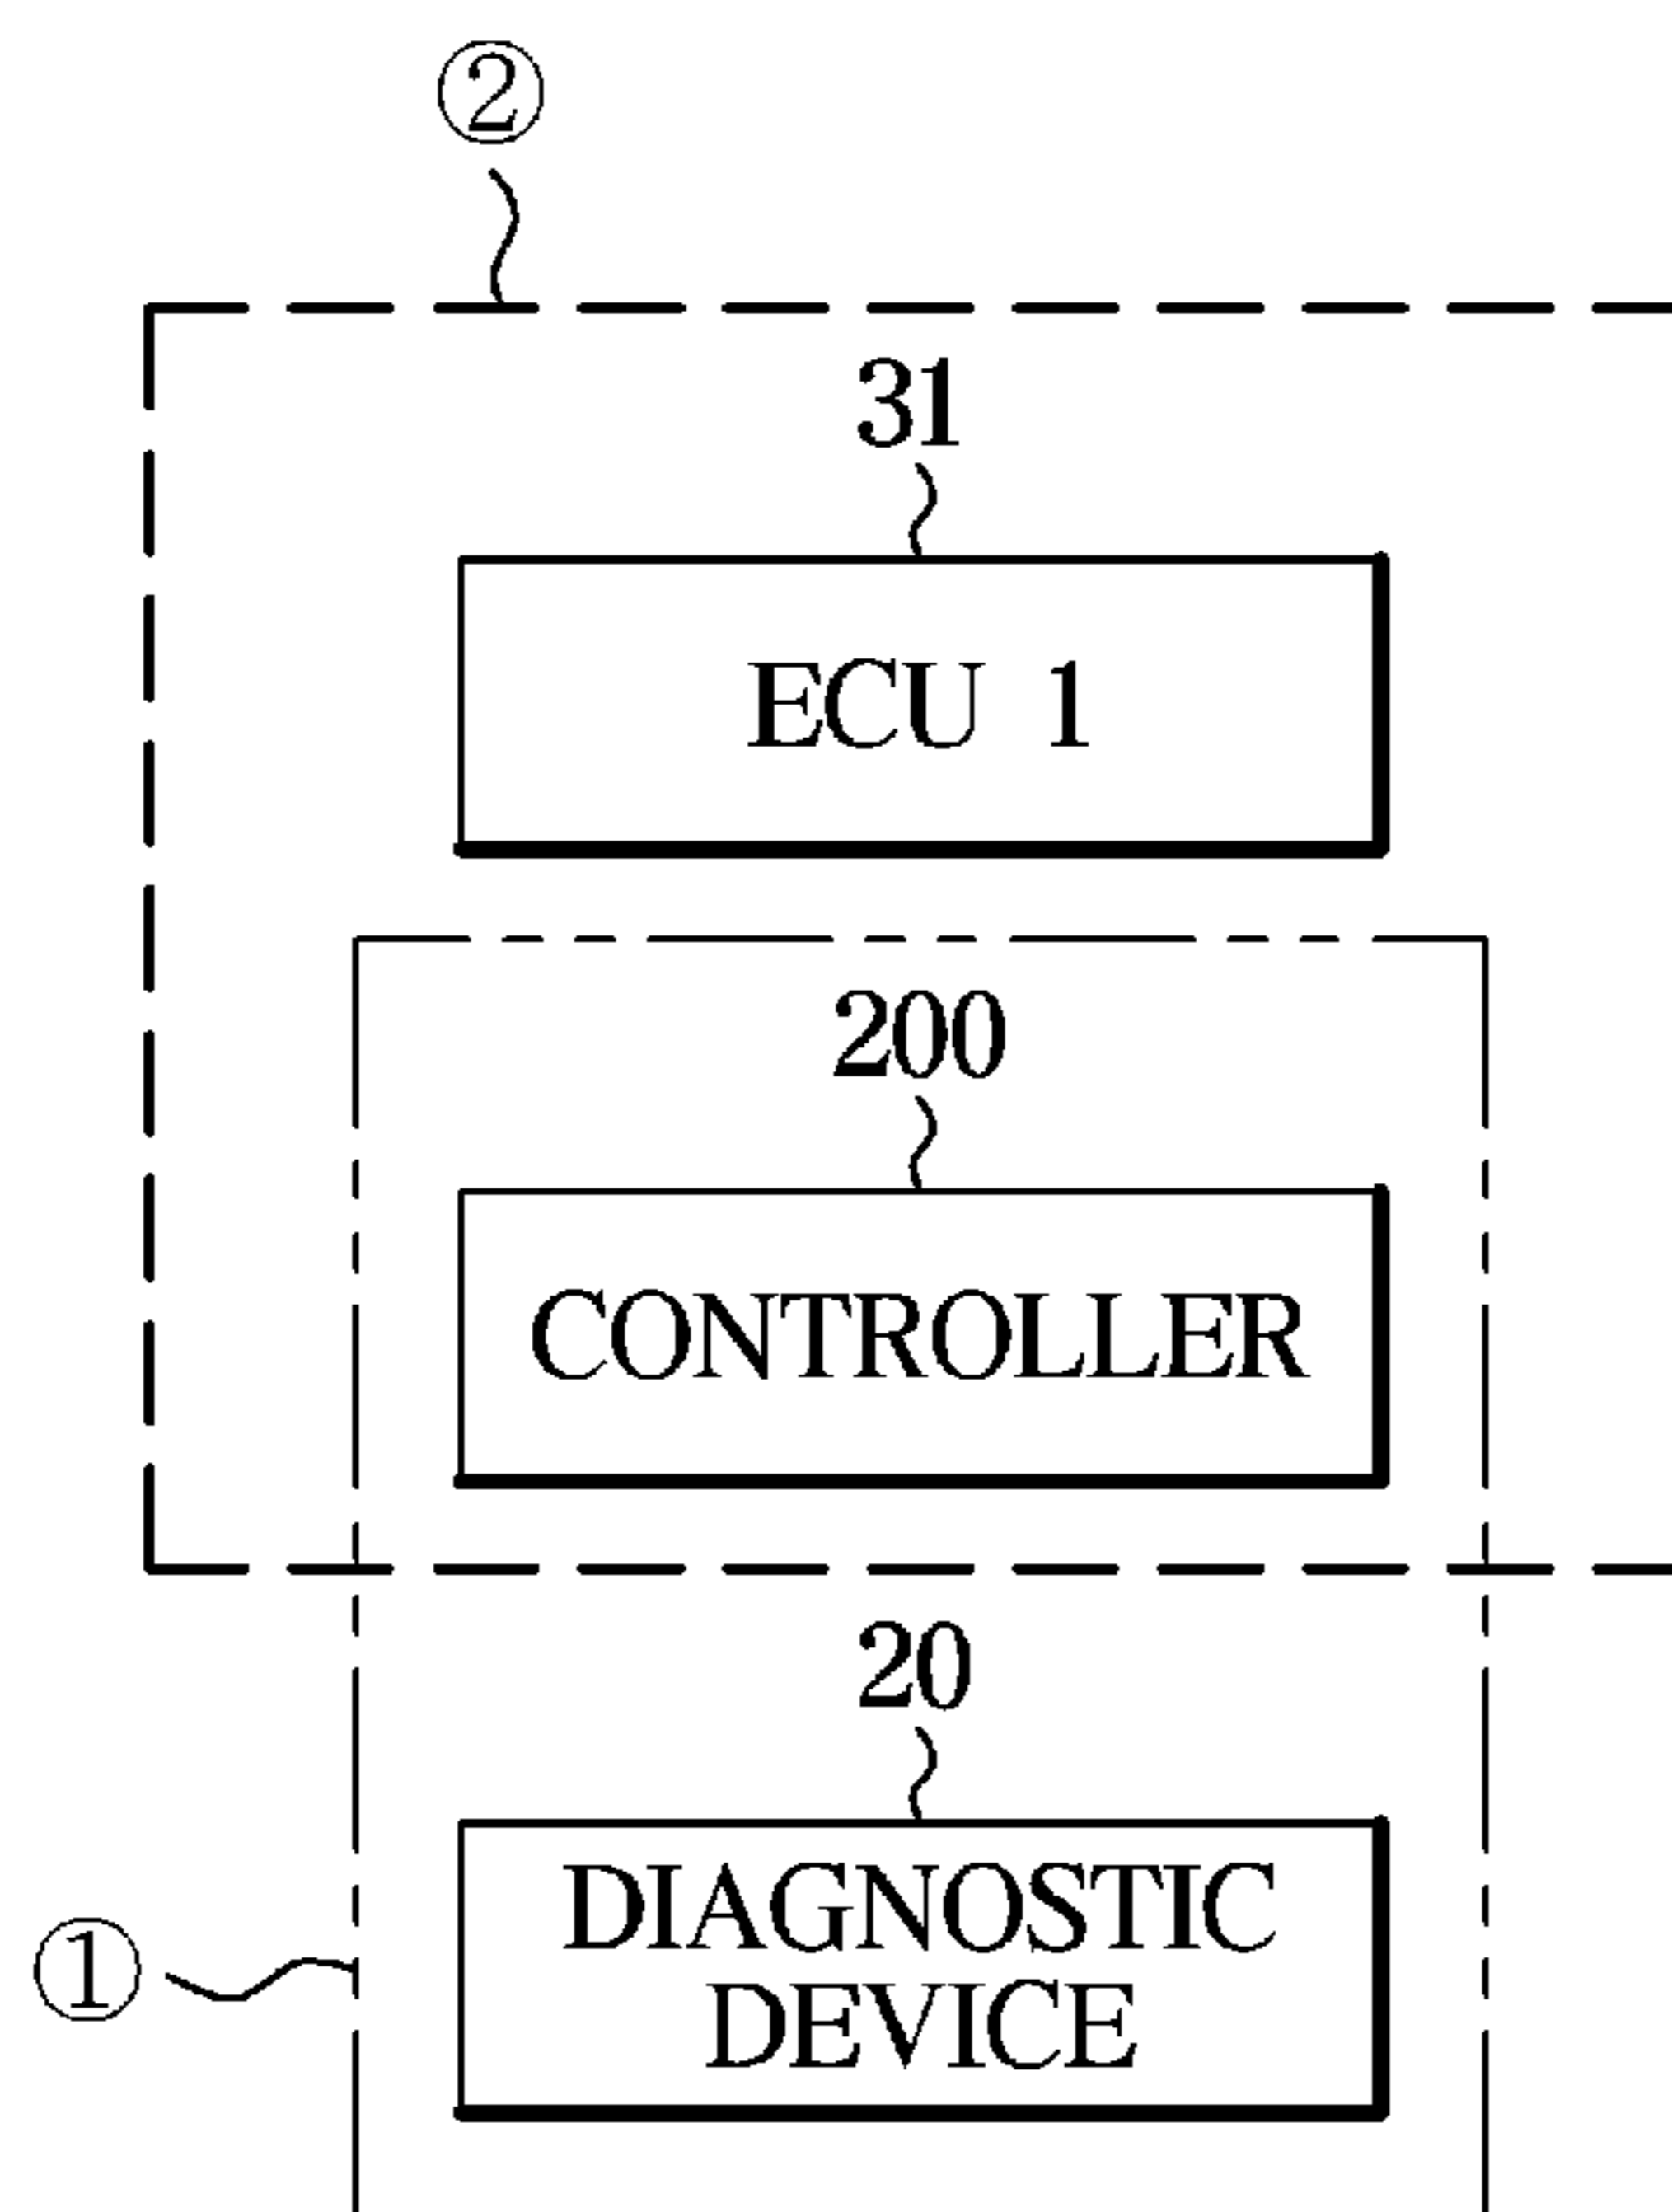 ②
31
ECU 1
200
CONTROLLER
20
DIAGNOSTIC
DEVICE
①